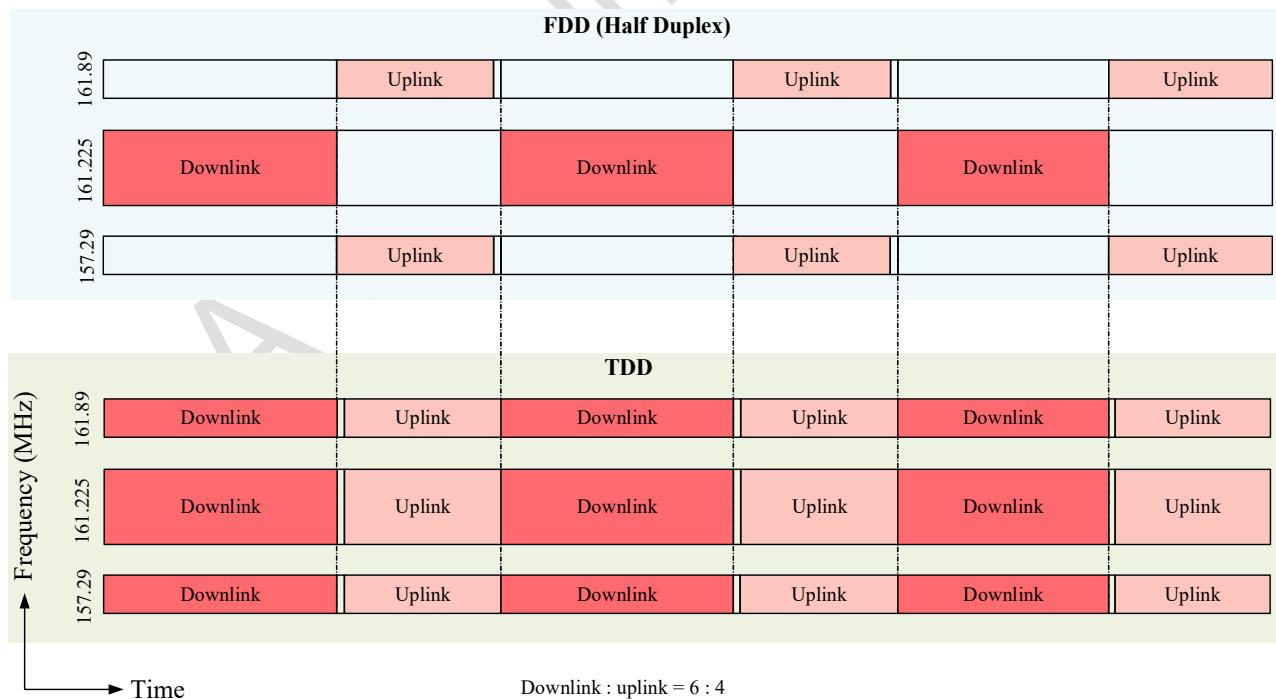 FDD (Half Duplex)
161.89
Uplink Uplink Uplink
161.225
Downlink Downlink Downlink
157.29
Uplink Uplink Uplink
TDD
161.89
Downlink Uplink Downlink Uplink Downlink Uplink
161.225
Downlink Uplink Downlink Uplink Downlink Uplink
157.29
Downlink Uplink Downlink Uplink Downlink Uplink
Frequency (MHz)
Time
Downlink : uplink = 6 : 4